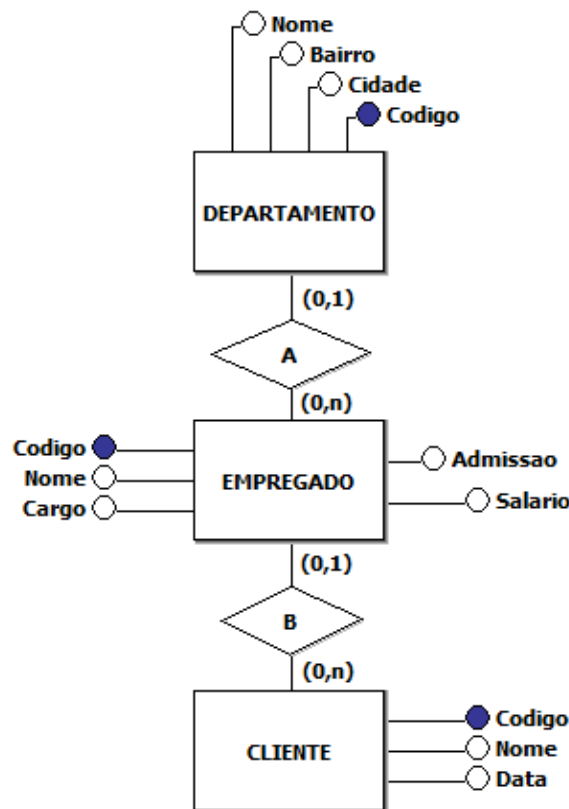 Nome
Bairro
Cidade
Codigo
DEPARTAMENTO
(0,1)
A
(0,n)
Codigo
Nome
Cargo
EMPREGADO
Admissao
Salario
(0,1)
B
(0,n)
CLIENTE
Codigo
Nome
Data